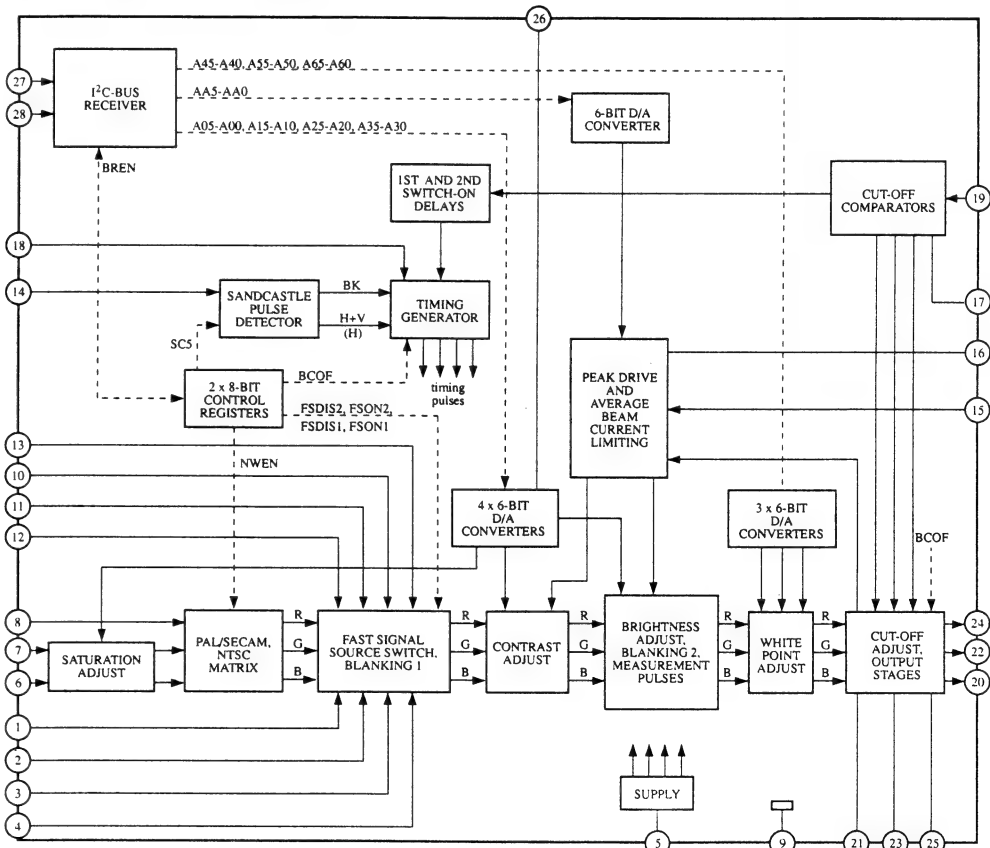 26
A45-A40, A55-A50, A65-A60
27
I²C-BUS
RECEIVER
AA5-AA0
6-BIT D/A
CONVERTER
28
A05-A00, A15-A10, A25-A20, A35-A30
BREN
1ST AND 2ND
SWITCH-ON
DELAYS
CUT-OFF
COMPARATORS
19
18
14
SANDCASTLE
PULSE
DETECTOR
BK
H+V
(H)
TIMING
GENERATOR
17
SC5
16
2 x 8-BIT
CONTROL
REGISTERS
BCOF
timing
pulses
PEAK DRIVE
AND
AVERAGE
BEAM
CURRENT
LIMITING
15
FSDIS2, FSON2,
FSDIS1, FSON1
13
NWEN
10
11
12
4 x 6-BIT
D/A
CONVERTERS
3 x 6-BIT
D/A
CONVERTERS
BCOF
8
7
6
SATURATION
ADJUST
PAL/SECAM,
NTSC
MATRIX
R
G
B
FAST SIGNAL
SOURCE SWITCH,
BLANKING 1
R
G
B
CONTRAST
ADJUST
R
G
B
BRIGHTNESS
ADJUST,
BLANKING 2,
MEASUREMENT
PULSES
R
G
B
WHITE
POINT
ADJUST
R
G
B
CUT-OFF
ADJUST,
OUTPUT
STAGES
24
22
20
1
2
3
4
SUPPLY
5
9
21
23
25